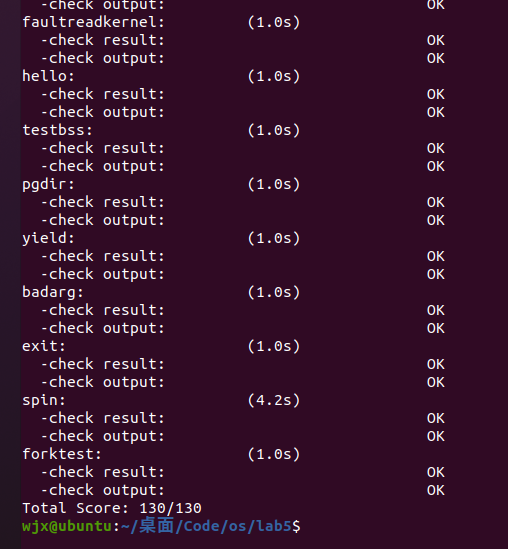 -check output: OK
faultreadkernel: (1.0s)
-check result: OK
-check output: OK
hello: (1.0s)
-check result: OK
-check output: OK
testbss: (1.0s)
-check result: OK
-check output: OK
pgdir: (1.0s)
-check result: OK
-check output: OK
yield: (1.0s)
-check result: OK
-check output: OK
badarg: (1.0s)
-check result: OK
-check output: OK
exit: (1.0s)
-check result: OK
-check output: OK
spin: (4.2s)
-check result: OK
-check output: OK
forktest: (1.0s)
-check result: OK
-check output: OK
Total Score: 130/130
wjx@ubuntu:~/桌面/Code/os/lab5$